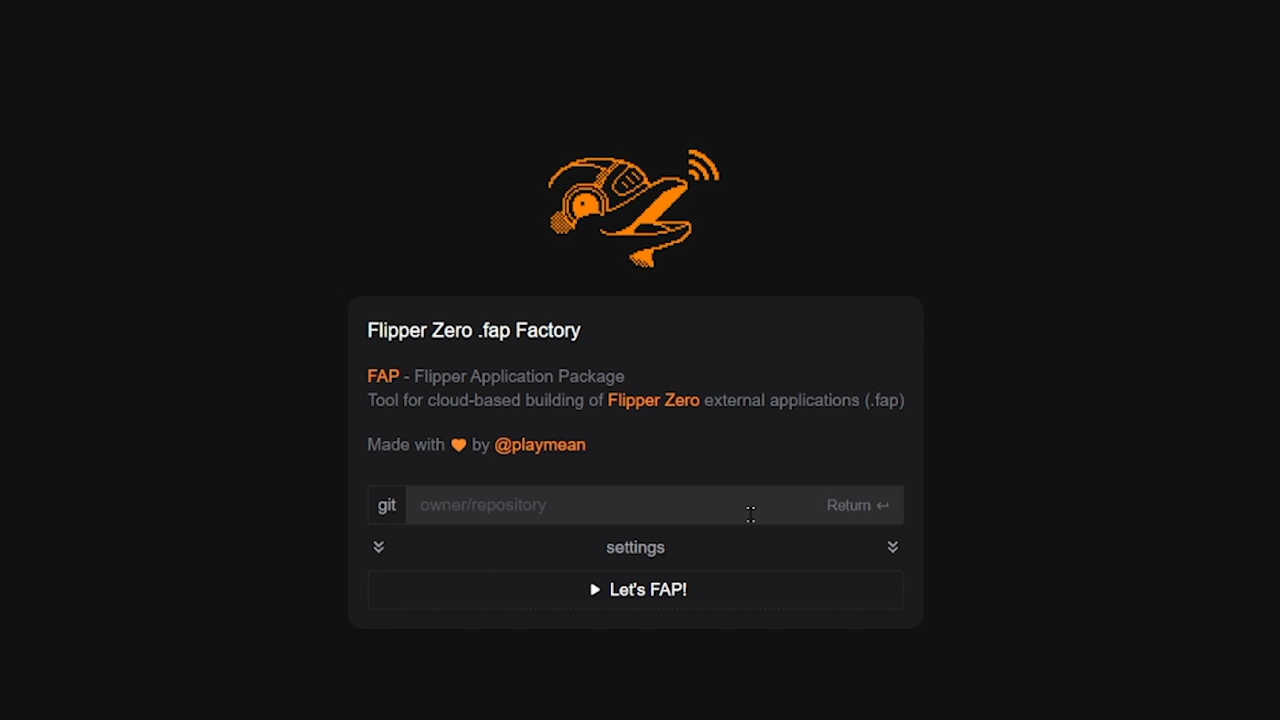 Flipper Zero .fap Factory
FAP - Flipper Application Package
Tool for cloud-based building of Flipper Zero external applications (.fap)
Made with 🧡 by @playmean
git owner/repository Return ↩
settings
Let's FAP!